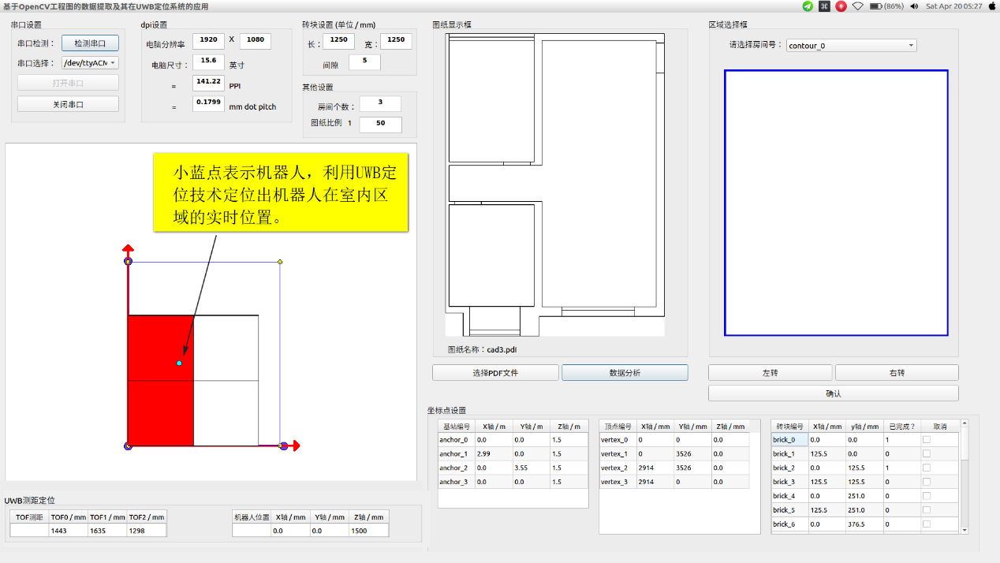 基于OpenCV工程图的数据提取及其在UWB定位系统的应用
(86%) Sat Apr 20 05:27
串口设置
串口检测： 检测串口
串口选择： /dev/ttyACM
打开串口
关闭串口
dpi设置
电脑分辨率 1920 X 1080
电脑尺寸： 15.6 英寸
= 141.22 PPI
= 0.1799 mm dot pitch
砖块设置 (单位 / mm)
长： 1250 宽： 1250
间隙 5
其他设置
房间个数： 3
图纸比例 1 50
小蓝点表示机器人，利用UWB定
位技术定位出机器人在室内区
域的实时位置。
图纸显示框
图纸名称：cad3.pdf
选择PDF文件 数据分析
区域选择框
请选择房间号： contour_0
左转 右转
确认
UWB测距定位
TOF测距 TOF0 / mm TOF1 / mm TOF2 / mm
1443 1635 1298
机器人位置 X轴 / mm Y轴 / mm Z轴 / mm
0.0 0.0 1500
坐标点设置
基站编号 X轴 / m Y轴 / m Z轴 / m
anchor_0 0.0 0.0 1.5
anchor_1 2.99 0.0 1.5
anchor_2 0.0 3.55 1.5
anchor_3 0.0 0.0 1.5
顶点编号 X轴 / mm Y轴 / mm Z轴 / mm
vertex_0 0 0 0.0
vertex_1 0 3526 0.0
vertex_2 2914 3526 0.0
vertex_3 2914 0 0.0
砖块编号 X轴 / mm y轴 / mm 已完成？ 取消
brick_0 0.0 0.0 1
brick_1 125.5 0.0 0
brick_2 0.0 125.5 1
brick_3 125.5 125.5 0
brick_4 0.0 251.0 0
brick_5 125.5 251.0 0
brick_6 0.0 376.5 0